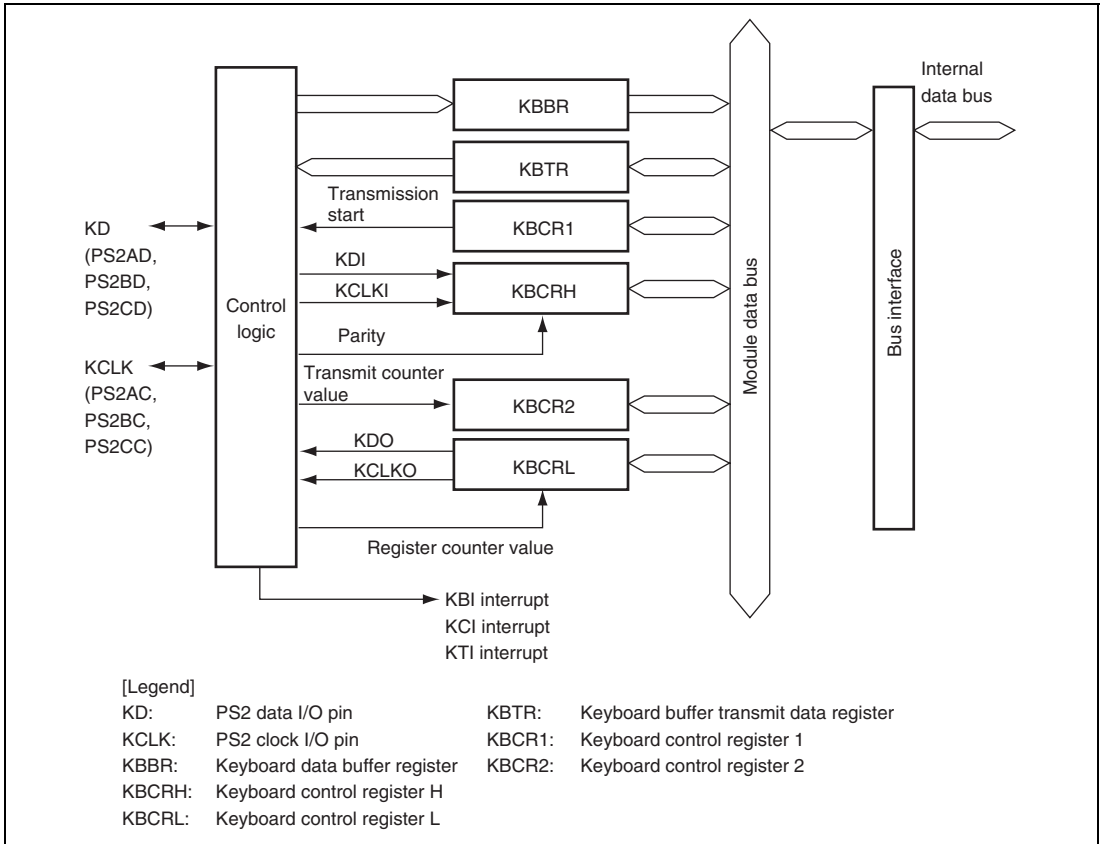 Internal
data bus
KBBR
KBTR
Transmission
start
KBCR1
KD
(PS2AD,
PS2BD,
PS2CD)
KDI
KCLKI
KBCRH
Control
logic
Parity
Module data bus
Bus interface
KCLK
(PS2AC,
PS2BC,
PS2CC)
Transmit counter
value
KBCR2
KDO
KCLKO
KBCRL
Register counter value
KBI interrupt
KCI interrupt
KTI interrupt
[Legend]
KD: PS2 data I/O pin
KCLK: PS2 clock I/O pin
KBBR: Keyboard data buffer register
KBCRH: Keyboard control register H
KBCRL: Keyboard control register L
KBTR: Keyboard buffer transmit data register
KBCR1: Keyboard control register 1
KBCR2: Keyboard control register 2